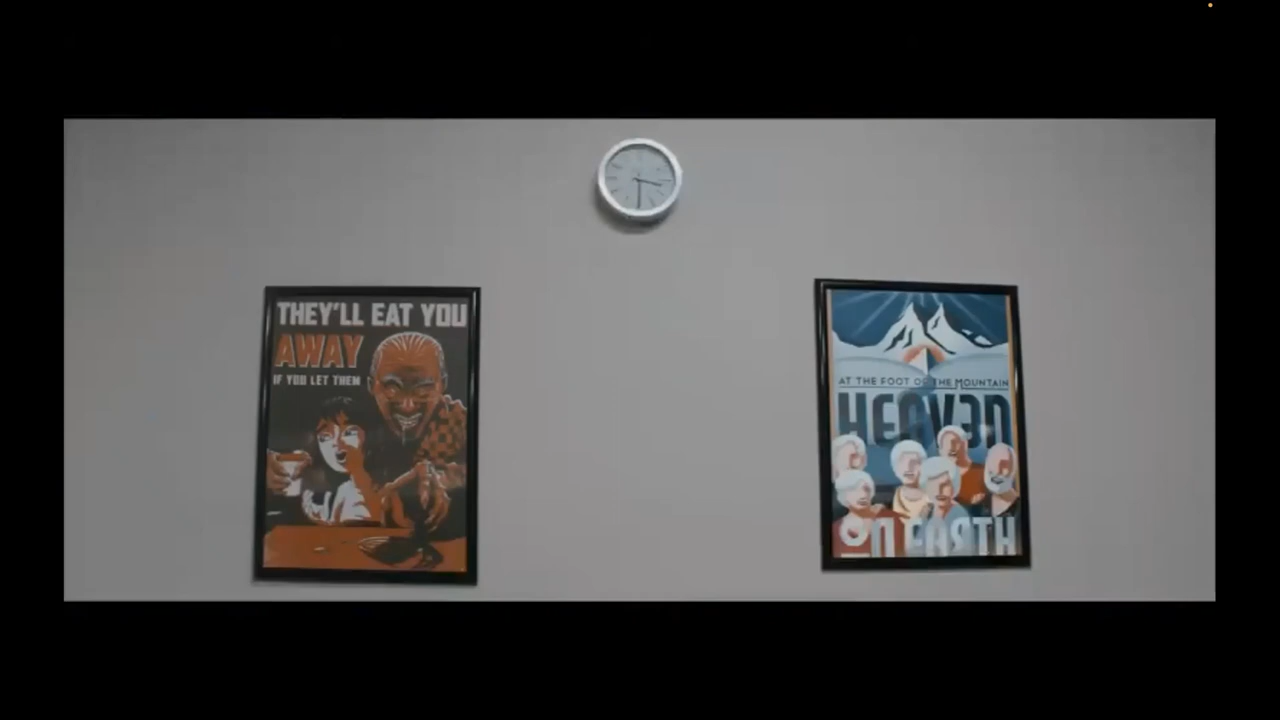 THEY'LL EAT YOU
AWAY
IF YOU LET THEM
AT THE FOOT OF THE MOUNTAIN
HEAVEN
ON EARTH